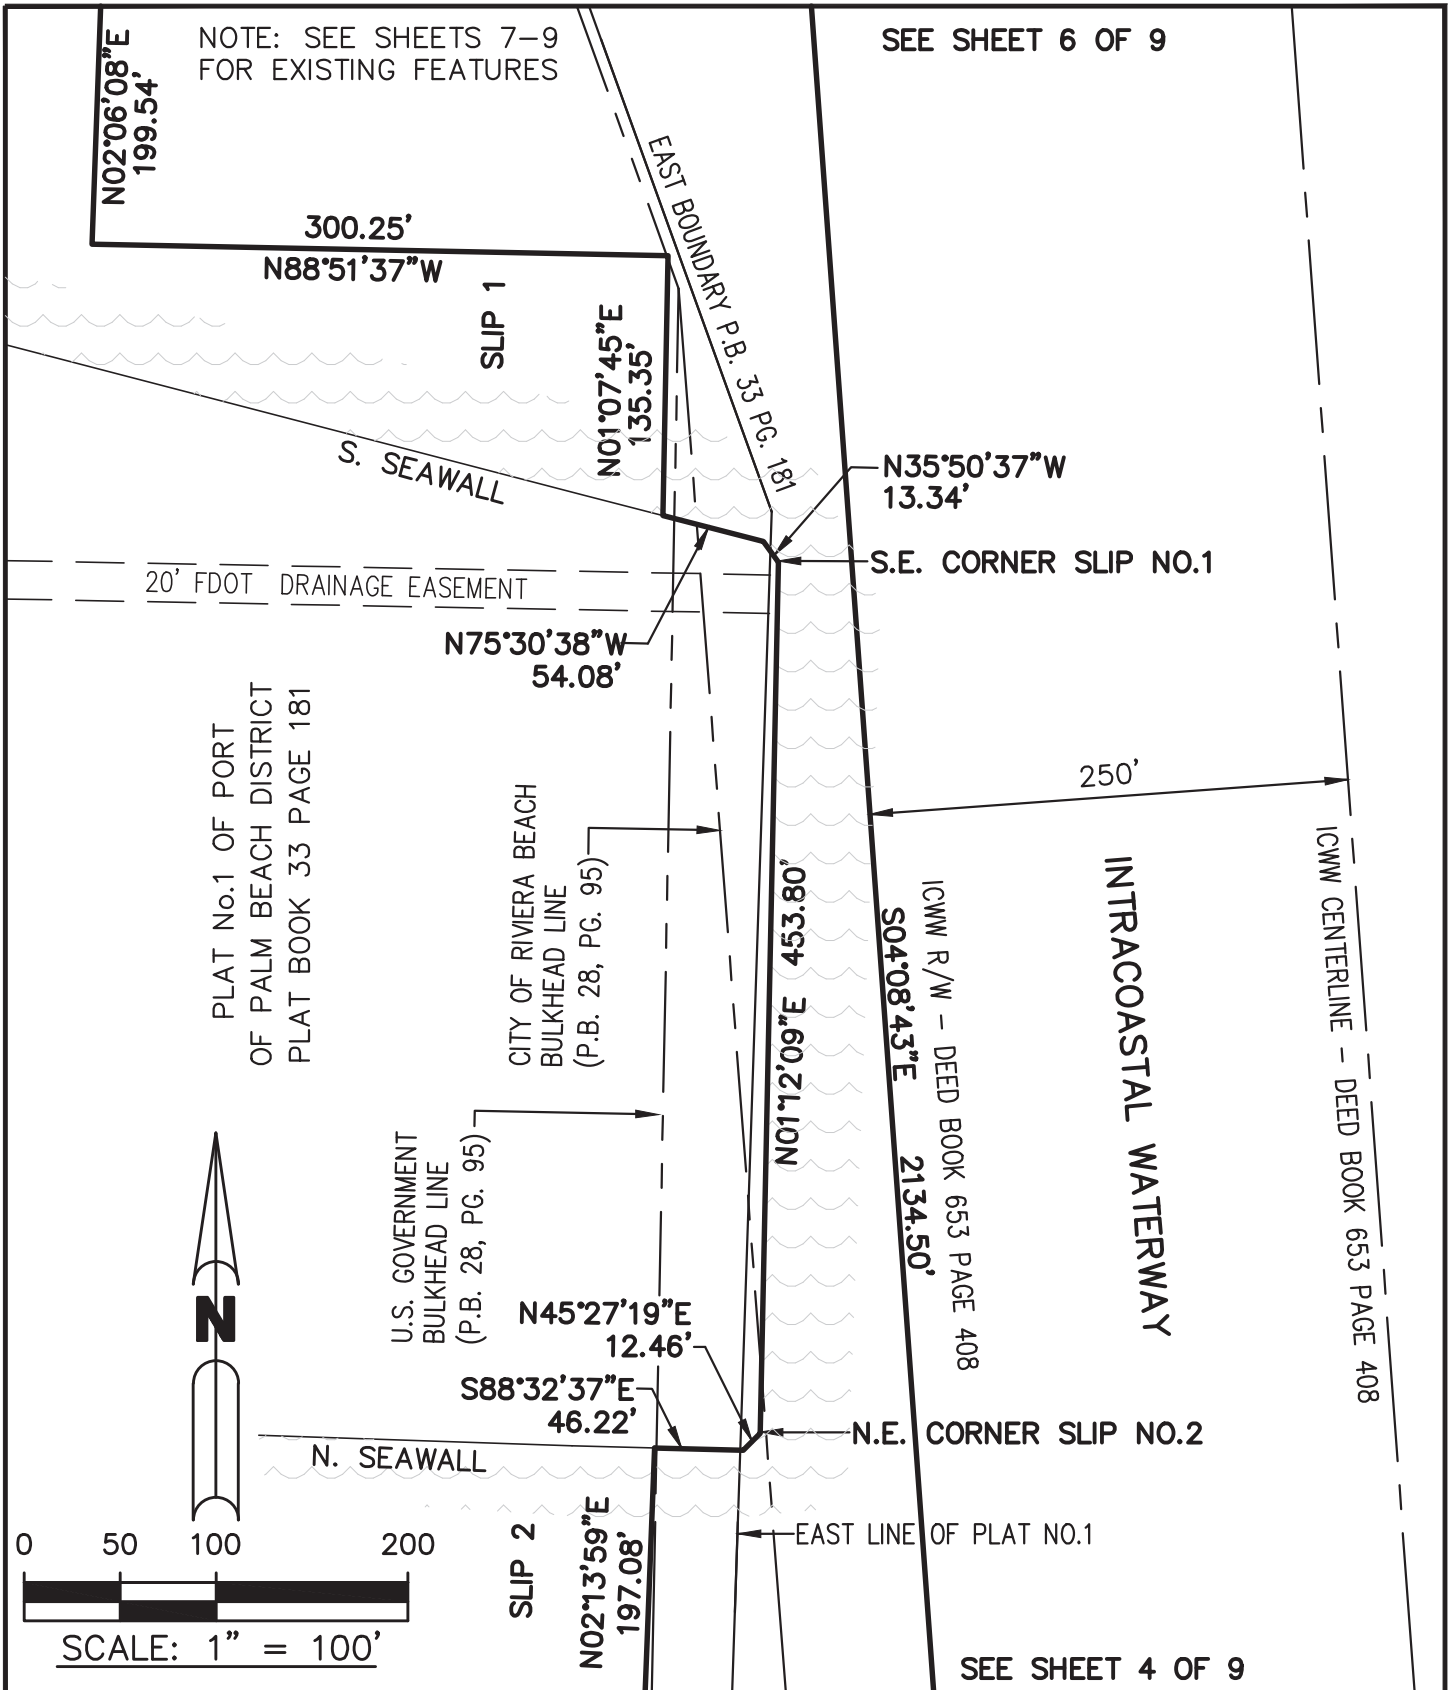 N02°06'08"E
199.54'
NOTE: SEE SHEETS 7-9
FOR EXISTING FEATURES
SEE SHEET 6 OF 9
300.25'
N88°51'37"W
SLIP 1
N01°07'45"E
135.35'
EAST BOUNDARY P.B. 33 PG. 181
S. SEAWALL
N35°50'37"W
13.34'
S.E. CORNER SLIP NO.1
20' FDOT DRAINAGE EASEMENT
N75°30'38"W
54.08'
PLAT No.1 OF PORT
OF PALM BEACH DISTRICT
PLAT BOOK 33 PAGE 181
250'
CITY OF RIVIERA BEACH
BULKHEAD LINE
(P.B. 28, PG. 95)
N01°12'09"E 453.80'
S04°08'43"E 2134.50'
ICWW R/W - DEED BOOK 653 PAGE 408
INTRACOASTAL WATERWAY
ICWW CENTERLINE - DEED BOOK 653 PAGE 408
U.S. GOVERNMENT
BULKHEAD LINE
(P.B. 28, PG. 95)
N
N45°27'19"E
12.46'
S88°32'37"E
46.22'
N.E. CORNER SLIP NO.2
N. SEAWALL
SLIP 2
N02°13'59"E
197.08'
EAST LINE OF PLAT NO.1
0 50 100 200
SCALE: 1" = 100'
SEE SHEET 4 OF 9